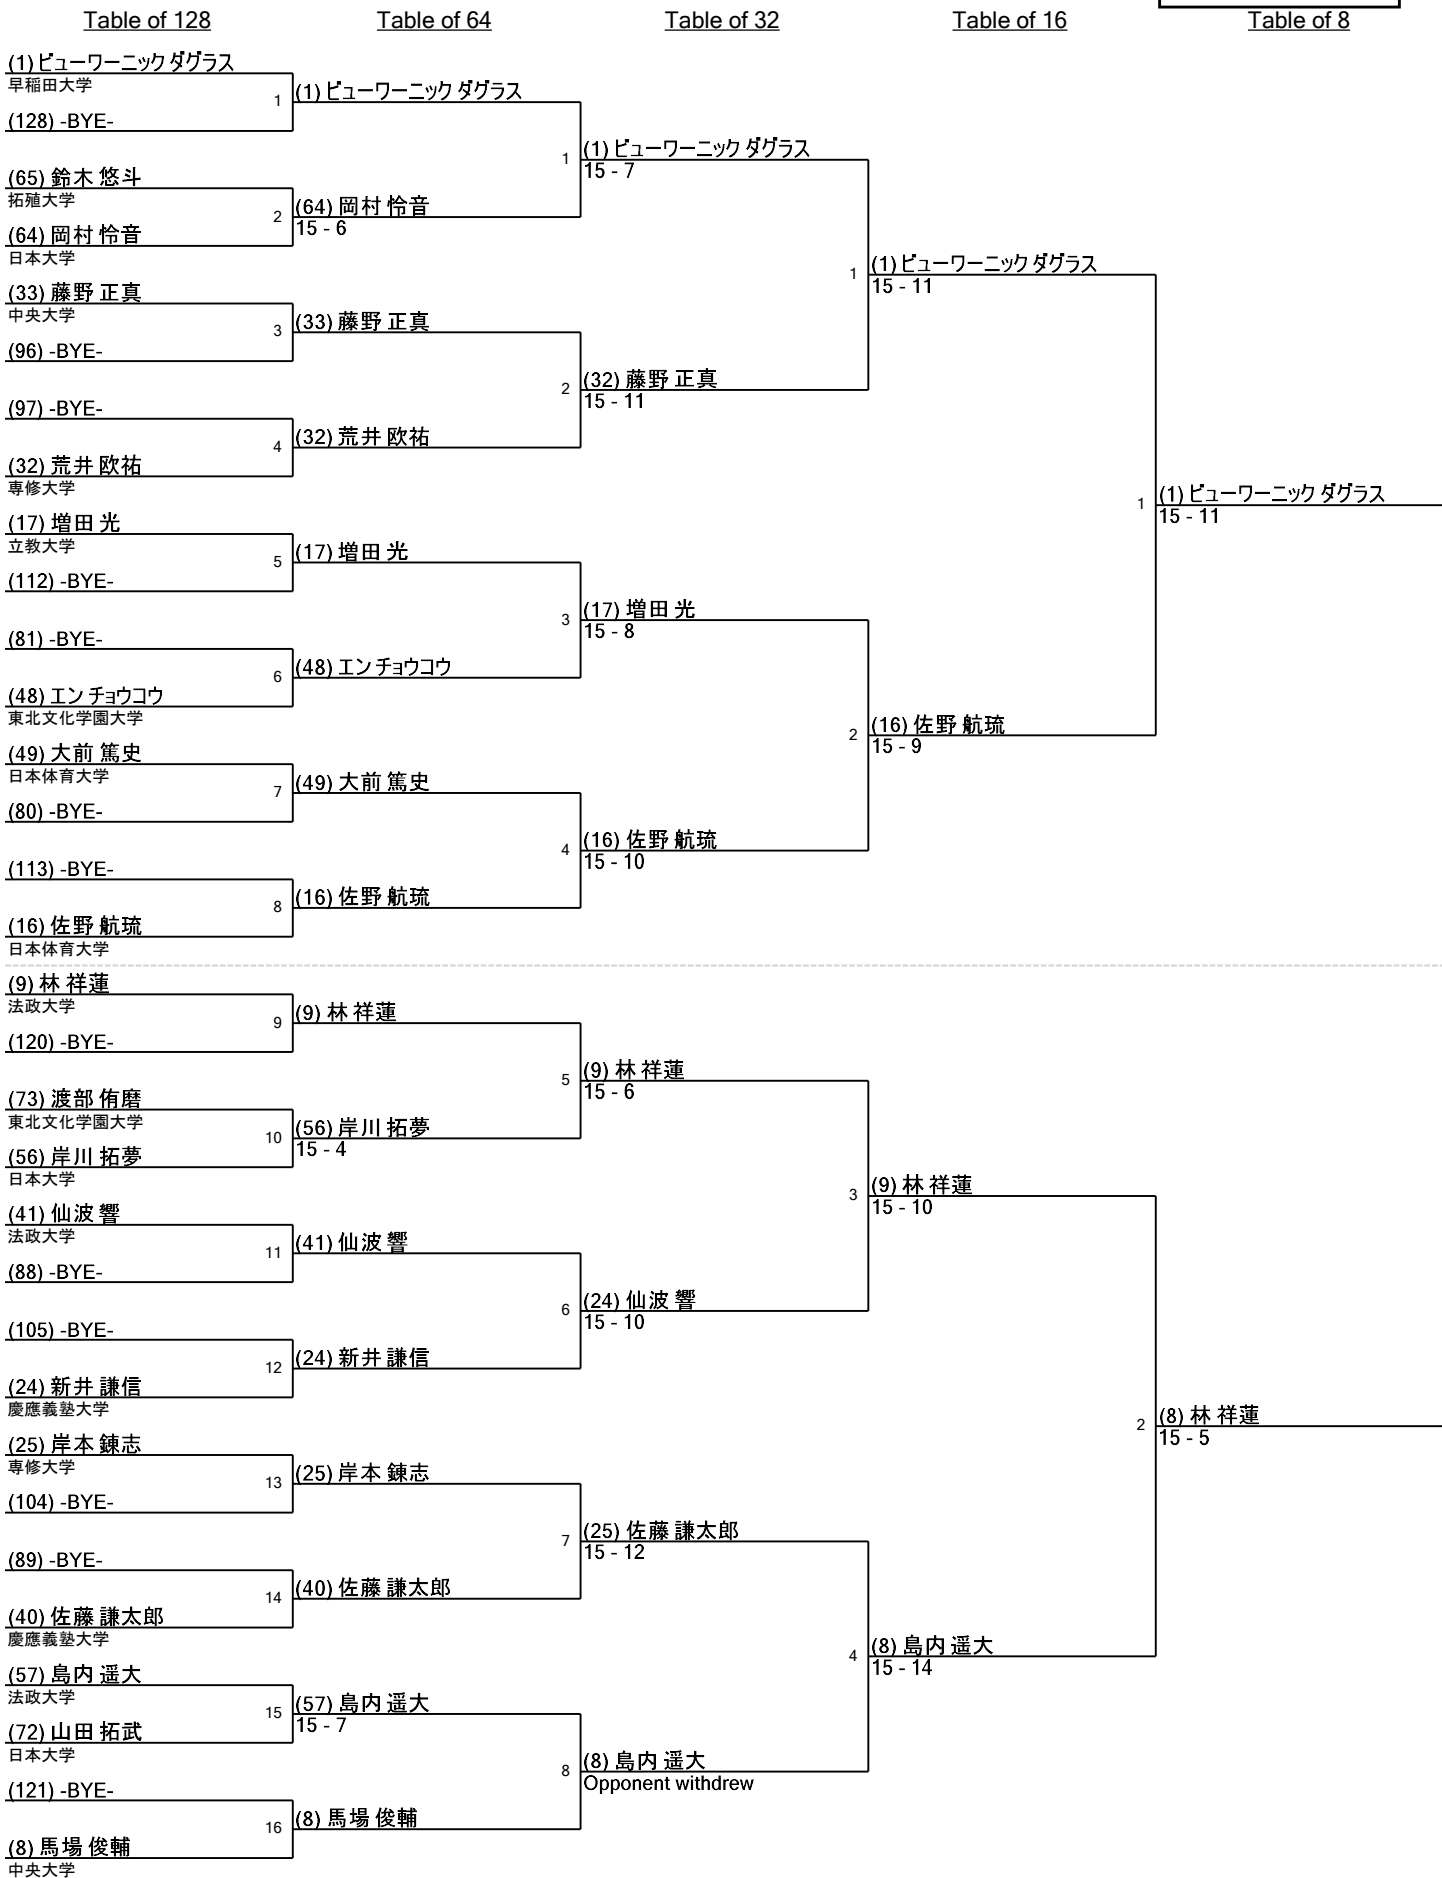 Table of 128
Table of 64
Table of 32
Table of 16
Table of 8
(1) ビューワーニック ダグラス
早稲田大学
1
(128) -BYE-
(65) 鈴木 悠斗
拓殖大学
2
(64) 岡村 怜音
日本大学
(33) 藤野 正真
中央大学
3
(96) -BYE-
(97) -BYE-
4
(32) 荒井 欧祐
専修大学
(17) 増田 光
立教大学
5
(112) -BYE-
(81) -BYE-
6
(48) エン チョウコウ
東北文化学園大学
(49) 大前 篤史
日本体育大学
7
(80) -BYE-
(113) -BYE-
8
(16) 佐野 航琉
日本体育大学
(9) 林 祥蓮
法政大学
9
(120) -BYE-
(73) 渡部 侑磨
東北文化学園大学
10
(56) 岸川 拓夢
日本大学
(41) 仙波 響
法政大学
11
(88) -BYE-
(105) -BYE-
12
(24) 新井 謙信
慶應義塾大学
(25) 岸本 錬志
専修大学
13
(104) -BYE-
(89) -BYE-
14
(40) 佐藤 謙太郎
慶應義塾大学
(57) 島内 遥大
法政大学
15
(72) 山田 拓武
日本大学
(121) -BYE-
16
(8) 馬場 俊輔
中央大学
(1) ビューワーニック ダグラス
1
(64) 岡村 怜音
15 - 6
(33) 藤野 正真
2
(32) 荒井 欧祐
(17) 増田 光
3
(48) エン チョウコウ
(49) 大前 篤史
4
(16) 佐野 航琉
(9) 林 祥蓮
5
(56) 岸川 拓夢
15 - 4
(41) 仙波 響
6
(24) 新井 謙信
(25) 岸本 錬志
7
(40) 佐藤 謙太郎
(57) 島内 遥大
15 - 7
8
(8) 馬場 俊輔
(1) ビューワーニック ダグラス
15 - 7
1
(32) 藤野 正真
15 - 11
(17) 増田 光
15 - 8
2
(16) 佐野 航琉
15 - 10
(9) 林 祥蓮
15 - 6
3
(24) 仙波 響
15 - 10
(25) 佐藤 謙太郎
15 - 12
4
(8) 島内 遥大
Opponent withdrew
(1) ビューワーニック ダグラス
15 - 11
1
(16) 佐野 航琉
15 - 9
(9) 林 祥蓮
15 - 10
2
(8) 島内 遥大
15 - 14
(1) ビューワーニック ダグラス
15 - 11
(8) 林 祥蓮
15 - 5